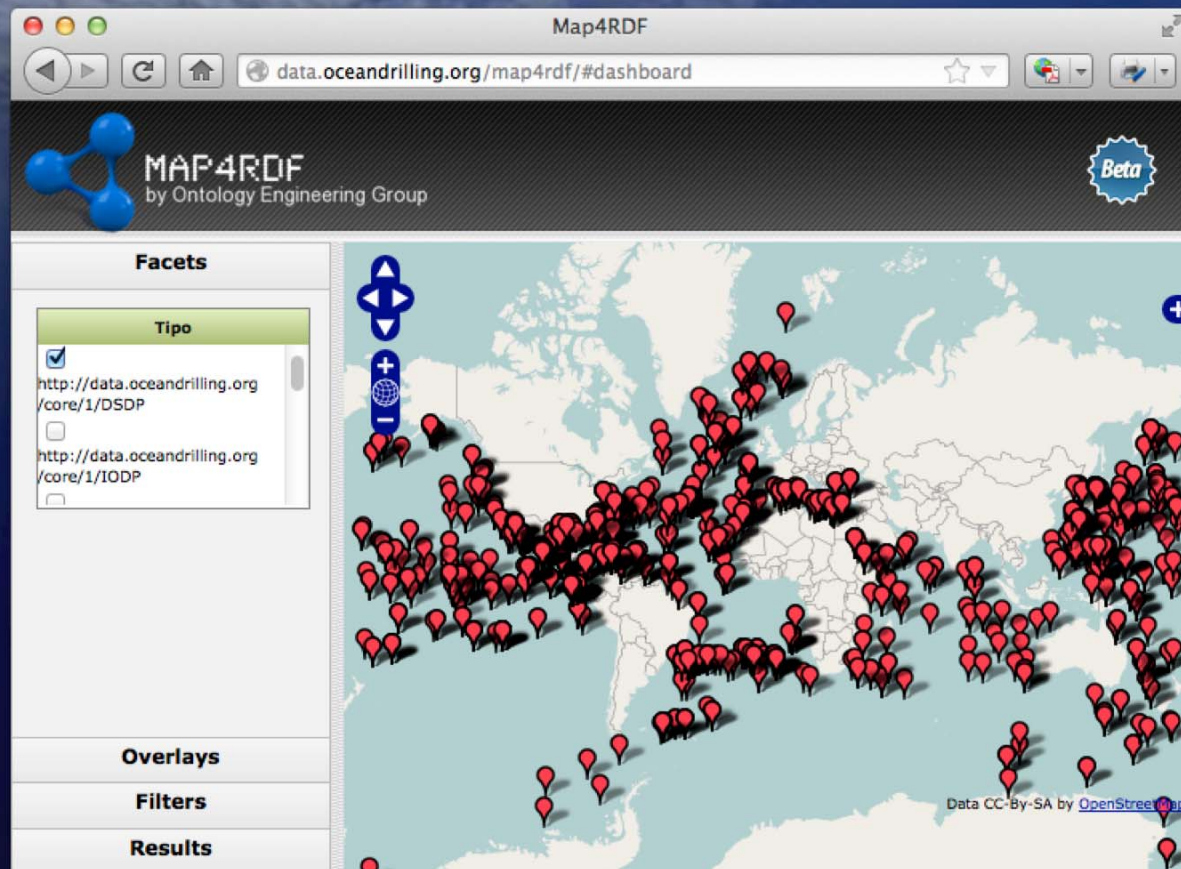 Map4RDF
data.oceandrilling.org/map4rdf/#dashboard
MAP4RDF
by Ontology Engineering Group
Beta
Facets
Tipo
http://data.oceandrilling.org
/core/1/DSDP
http://data.oceandrilling.org
/core/1/IODP
Overlays
Filters
Results
Data CC-By-SA by OpenStreetMap